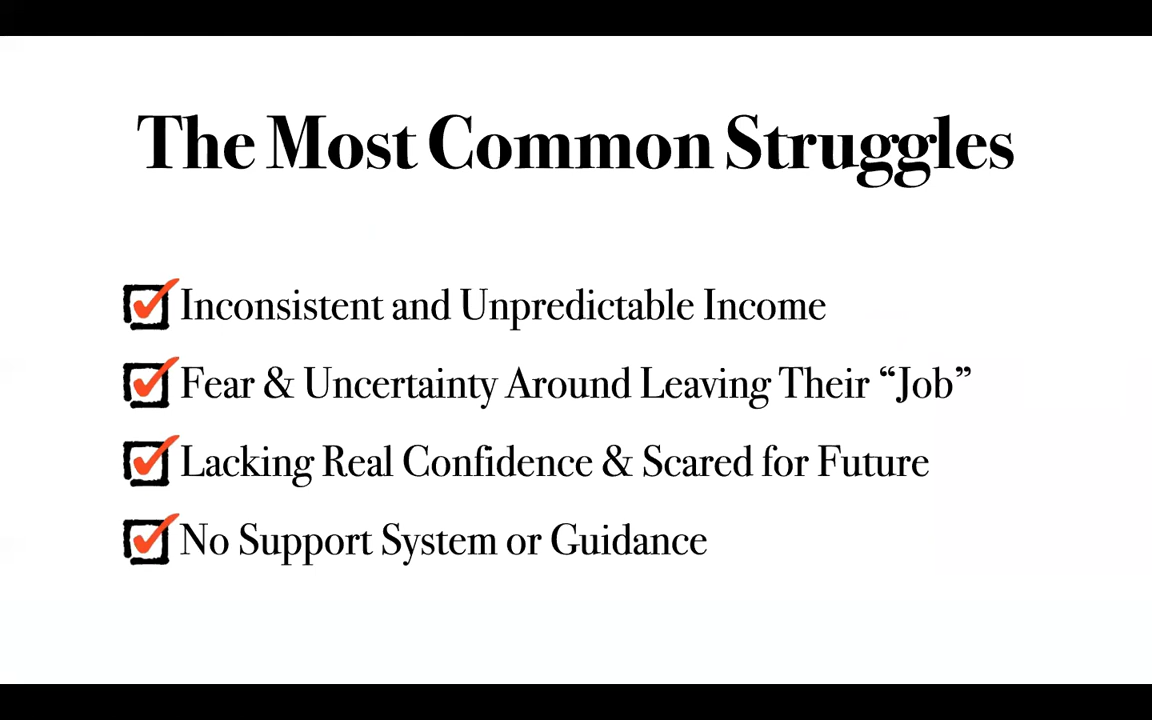 The Most Common Struggles
Inconsistent and Unpredictable Income
Fear & Uncertainty Around Leaving Their “Job”
Lacking Real Confidence & Scared for Future
No Support System or Guidance